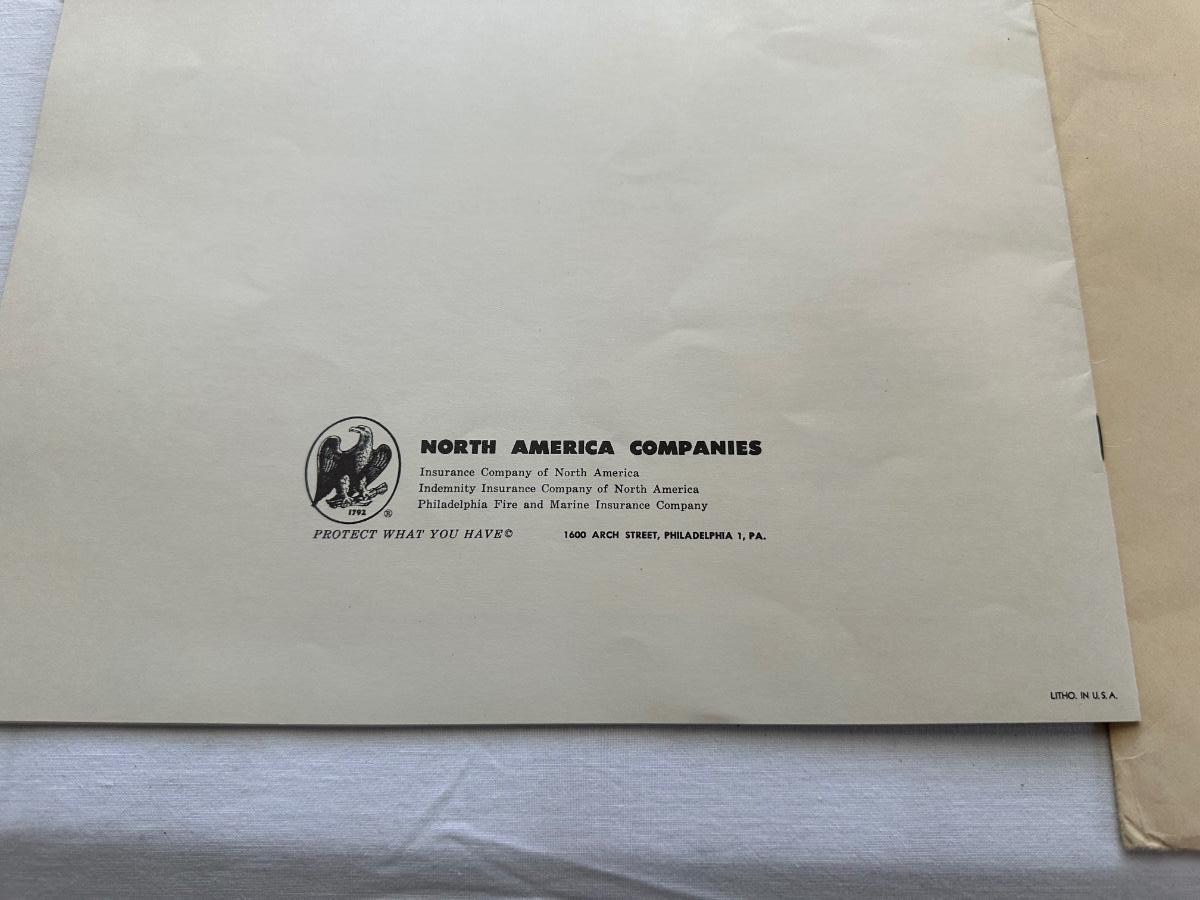 NORTH AMERICA COMPANIES
Insurance Company of North America
Indemnity Insurance Company of North America
Philadelphia Fire and Marine Insurance Company
1792 ®
PROTECT WHAT YOU HAVE © 1600 ARCH STREET, PHILADELPHIA 1, PA.
LITHO. IN U.S.A.